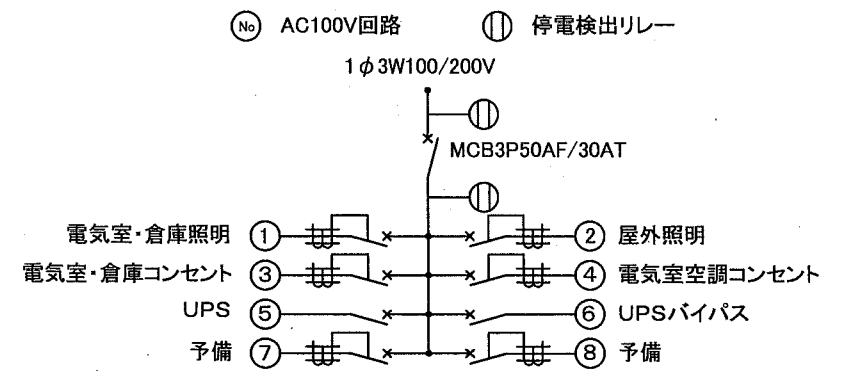 No AC100V回路 停電検出リレー
1φ3W100/200V
MCB3P50AF/30AT
電気室・倉庫照明 1 2 屋外照明
電気室・倉庫コンセント 3 4 電気室空調コンセント
UPS 5 6 UPSバイパス
予備 7 8 予備